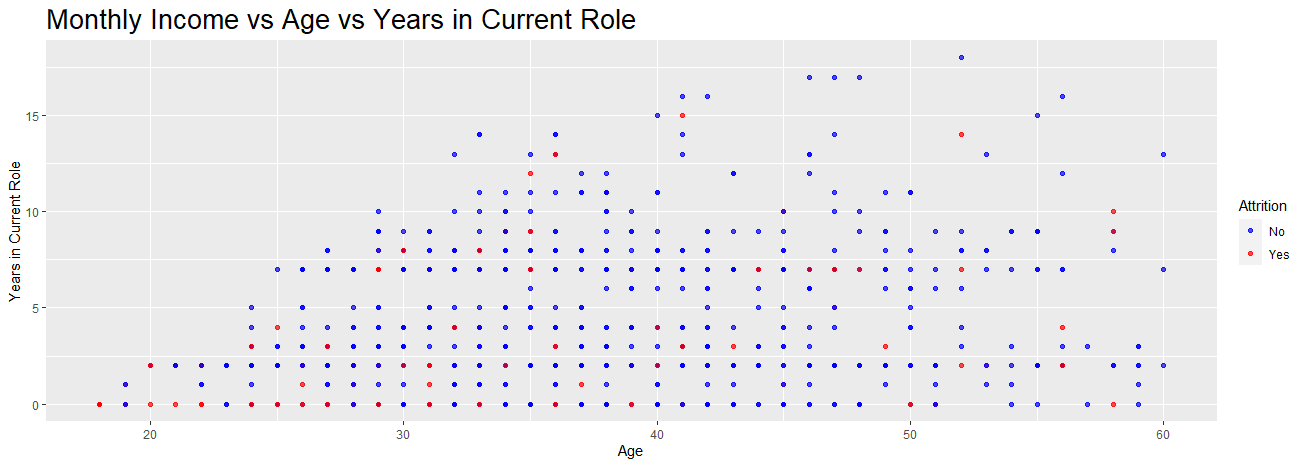 Monthly Income vs Age vs Years in Current Role
Years in Current Role
15
10
5
0
20
30
40
50
60
Age
Attrition
No
Yes